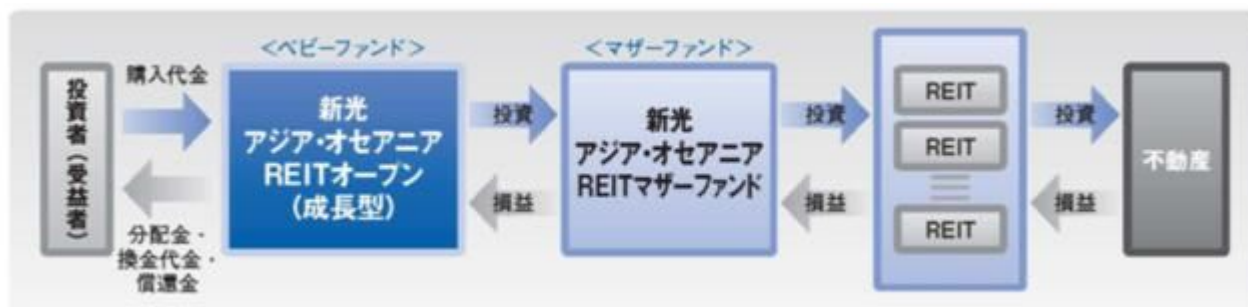 投資者（受益者）
購入代金
分配金・
換金代金・
償還金
＜ベビーファンド＞
新光
アジア・オセアニア
REITオープン
（成長型）
投資
損益
＜マザーファンド＞
新光
アジア・オセアニア
REITマザーファンド
投資
損益
REIT
REIT
REIT
投資
損益
不動産